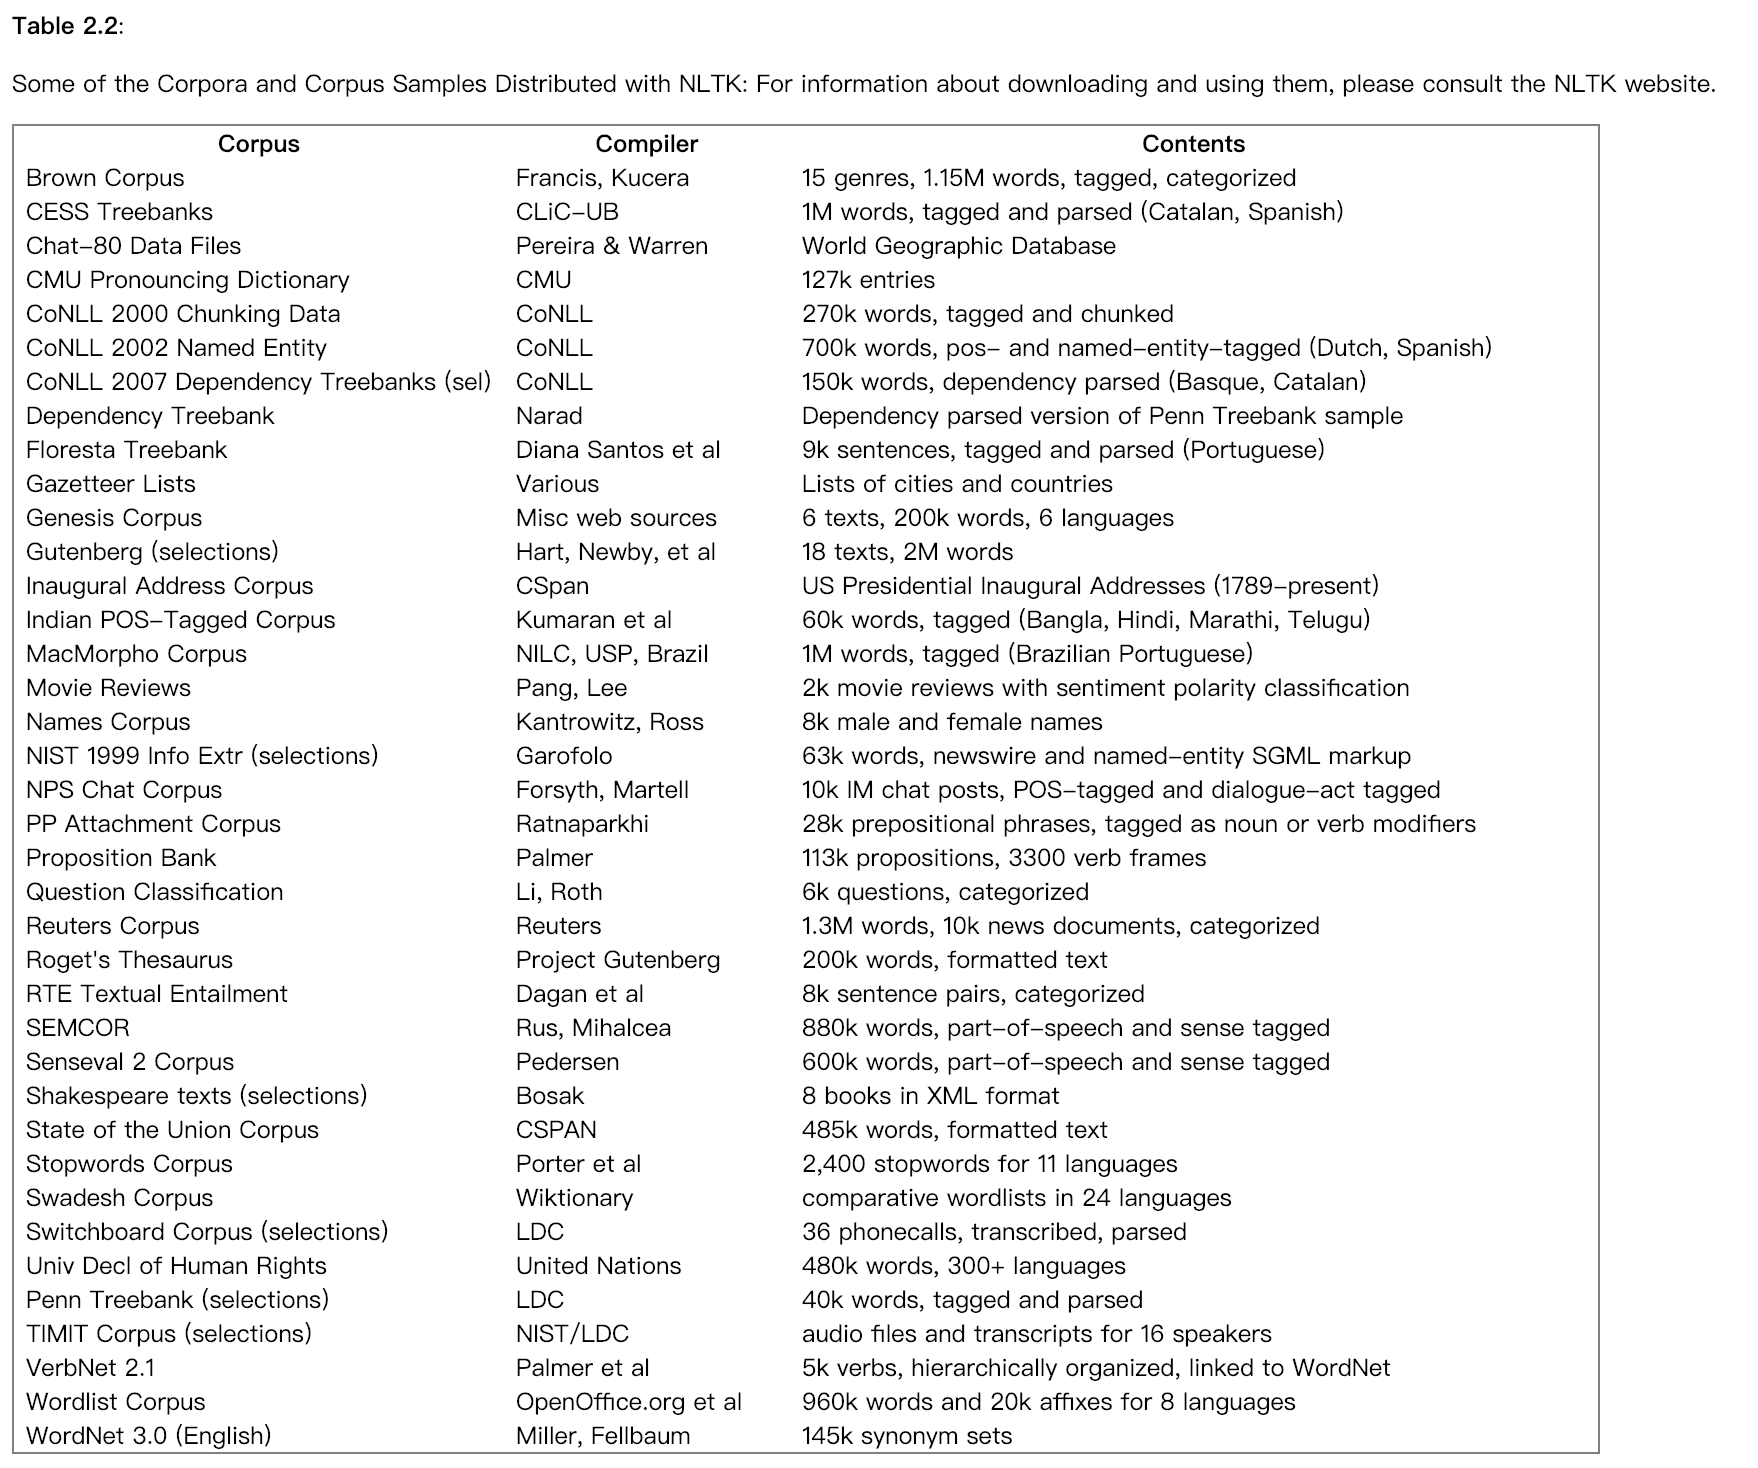 Table 2.2:
Some of the Corpora and Corpus Samples Distributed with NLTK: For information about downloading and using them, please consult the NLTK website.
Corpus Compiler Contents
Brown Corpus Francis, Kucera 15 genres, 1.15M words, tagged, categorized
CESS Treebanks CLiC-UB 1M words, tagged and parsed (Catalan, Spanish)
Chat-80 Data Files Pereira & Warren World Geographic Database
CMU Pronouncing Dictionary CMU 127k entries
CoNLL 2000 Chunking Data CoNLL 270k words, tagged and chunked
CoNLL 2002 Named Entity CoNLL 700k words, pos- and named-entity-tagged (Dutch, Spanish)
CoNLL 2007 Dependency Treebanks (sel) CoNLL 150k words, dependency parsed (Basque, Catalan)
Dependency Treebank Narad Dependency parsed version of Penn Treebank sample
Floresta Treebank Diana Santos et al 9k sentences, tagged and parsed (Portuguese)
Gazetteer Lists Various Lists of cities and countries
Genesis Corpus Misc web sources 6 texts, 200k words, 6 languages
Gutenberg (selections) Hart, Newby, et al 18 texts, 2M words
Inaugural Address Corpus CSpan US Presidential Inaugural Addresses (1789-present)
Indian POS-Tagged Corpus Kumaran et al 60k words, tagged (Bangla, Hindi, Marathi, Telugu)
MacMorpho Corpus NILC, USP, Brazil 1M words, tagged (Brazilian Portuguese)
Movie Reviews Pang, Lee 2k movie reviews with sentiment polarity classification
Names Corpus Kantrowitz, Ross 8k male and female names
NIST 1999 Info Extr (selections) Garofolo 63k words, newswire and named-entity SGML markup
NPS Chat Corpus Forsyth, Martell 10k IM chat posts, POS-tagged and dialogue-act tagged
PP Attachment Corpus Ratnaparkhi 28k prepositional phrases, tagged as noun or verb modifiers
Proposition Bank Palmer 113k propositions, 3300 verb frames
Question Classification Li, Roth 6k questions, categorized
Reuters Corpus Reuters 1.3M words, 10k news documents, categorized
Roget's Thesaurus Project Gutenberg 200k words, formatted text
RTE Textual Entailment Dagan et al 8k sentence pairs, categorized
SEMCOR Rus, Mihalcea 880k words, part-of-speech and sense tagged
Senseval 2 Corpus Pedersen 600k words, part-of-speech and sense tagged
Shakespeare texts (selections) Bosak 8 books in XML format
State of the Union Corpus CSPAN 485k words, formatted text
Stopwords Corpus Porter et al 2,400 stopwords for 11 languages
Swadesh Corpus Wiktionary comparative wordlists in 24 languages
Switchboard Corpus (selections) LDC 36 phonecalls, transcribed, parsed
Univ Decl of Human Rights United Nations 480k words, 300+ languages
Penn Treebank (selections) LDC 40k words, tagged and parsed
TIMIT Corpus (selections) NIST/LDC audio files and transcripts for 16 speakers
VerbNet 2.1 Palmer et al 5k verbs, hierarchically organized, linked to WordNet
Wordlist Corpus OpenOffice.org et al 960k words and 20k affixes for 8 languages
WordNet 3.0 (English) Miller, Fellbaum 145k synonym sets